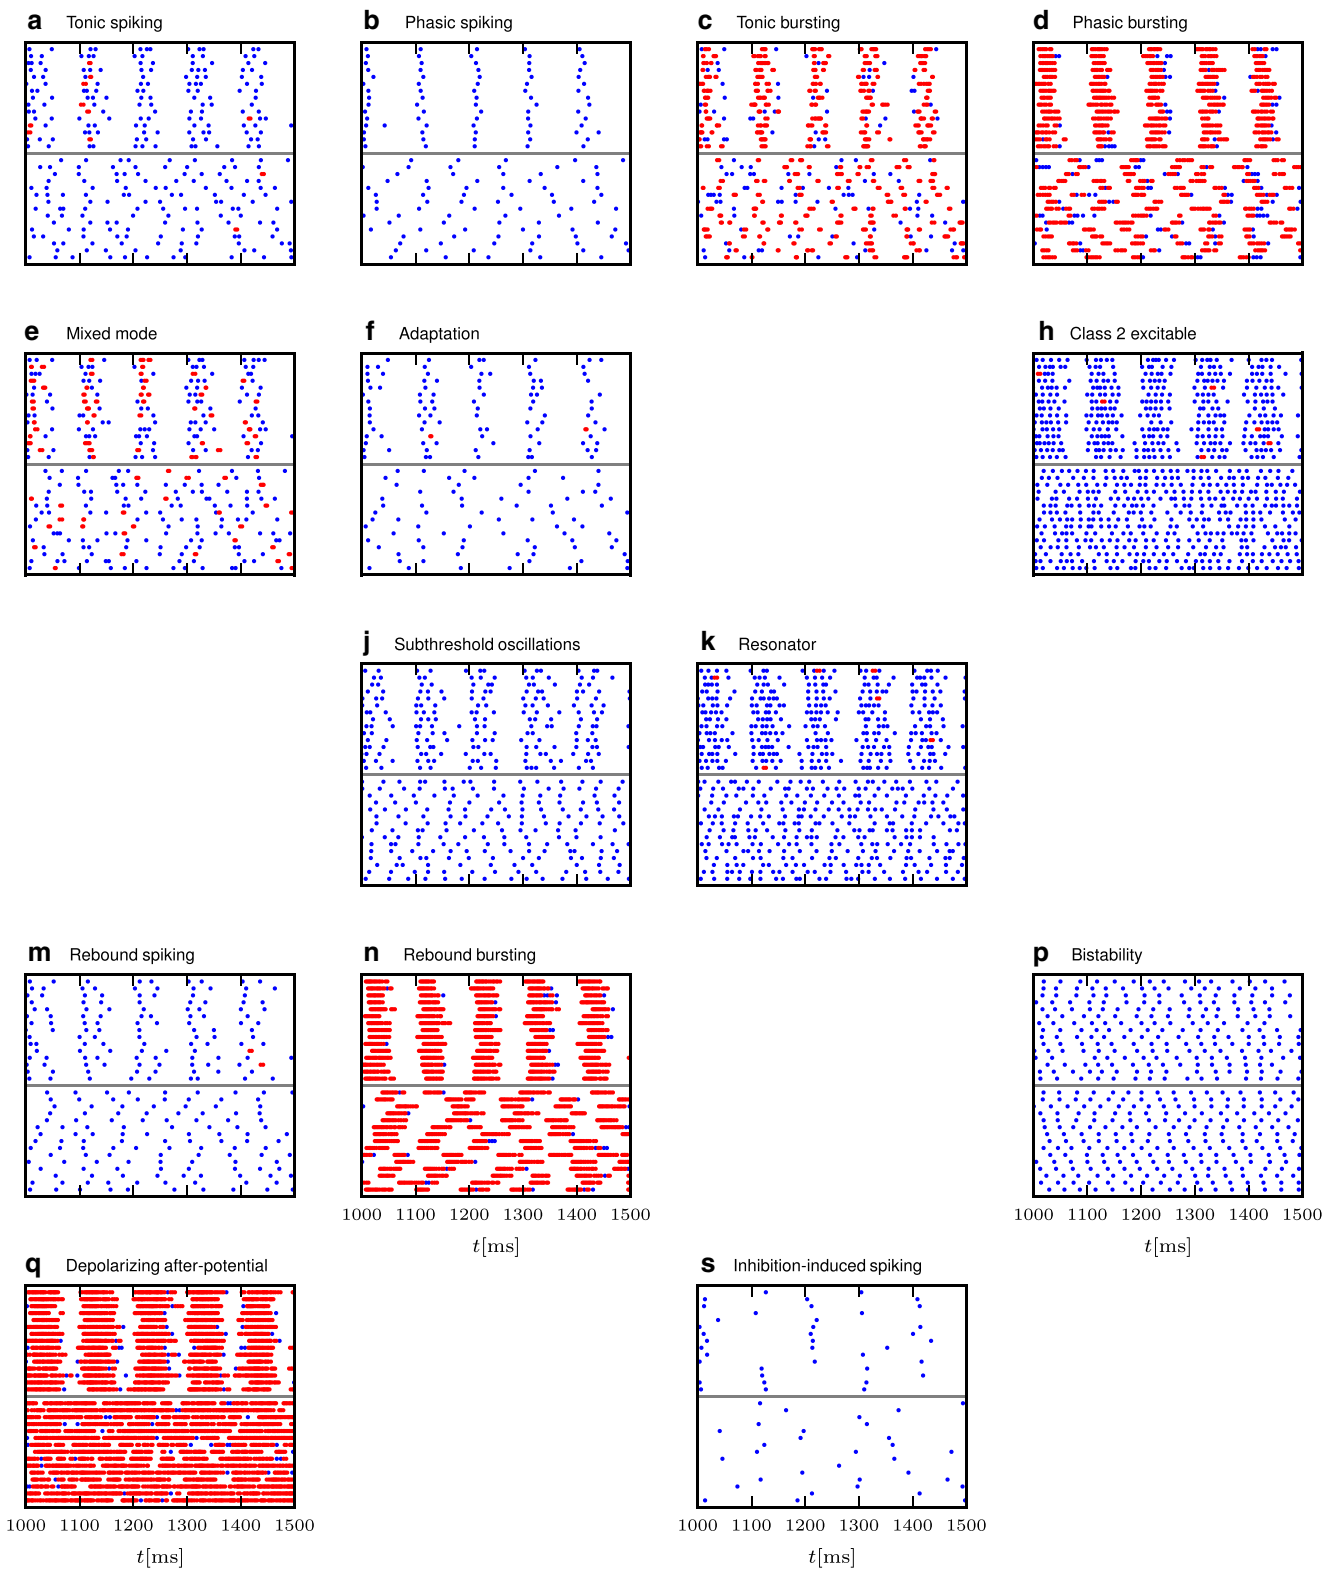 a Tonic spiking
b Phasic spiking
c Tonic bursting
d Phasic bursting
e Mixed mode
f Adaptation
h Class 2 excitable
j Subthreshold oscillations
k Resonator
m Rebound spiking
n Rebound bursting
p Bistability
1000 1100 1200 1300 1400 1500
t[ms]
1000 1100 1200 1300 1400 1500
t[ms]
q Depolarizing after-potential
s Inhibition-induced spiking
1000 1100 1200 1300 1400 1500
t[ms]
1000 1100 1200 1300 1400 1500
t[ms]